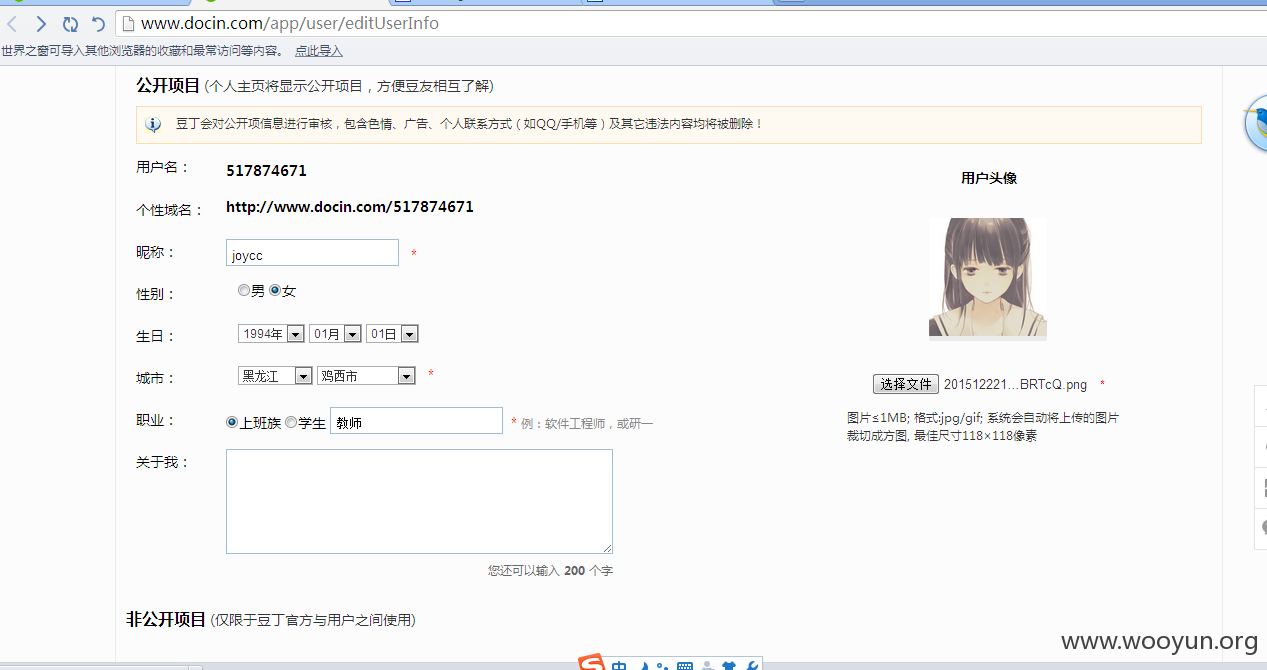 www.docin.com/app/user/editUserInfo
世界之窗可导入其他浏览器的收藏和最常访问等内容。 点此导入
公开项目 (个人主页将显示公开项目，方便豆友相互了解)
豆丁会对公开项信息进行审核，包含色情、广告、个人联系方式（如QQ/手机等）及其它违法内容均将被删除！
用户名： 517874671
用户头像
个性域名： http://www.docin.com/517874671
昵称： joycc *
性别： 男 女
生日： 1994年 01月 01日
城市： 黑龙江 鸡西市 *
选择文件 201512221...BRTcQ.png *
职业： 上班族 学生 教师 * 例：软件工程师，或研一
图片≤1MB; 格式:jpg/gif; 系统会自动将上传的图片
裁切成方图, 最佳尺寸118×118像素
关于我：
您还可以输入 200 个字
非公开项目 (仅限于豆丁官方与用户之间使用)
www.wooyun.org
中